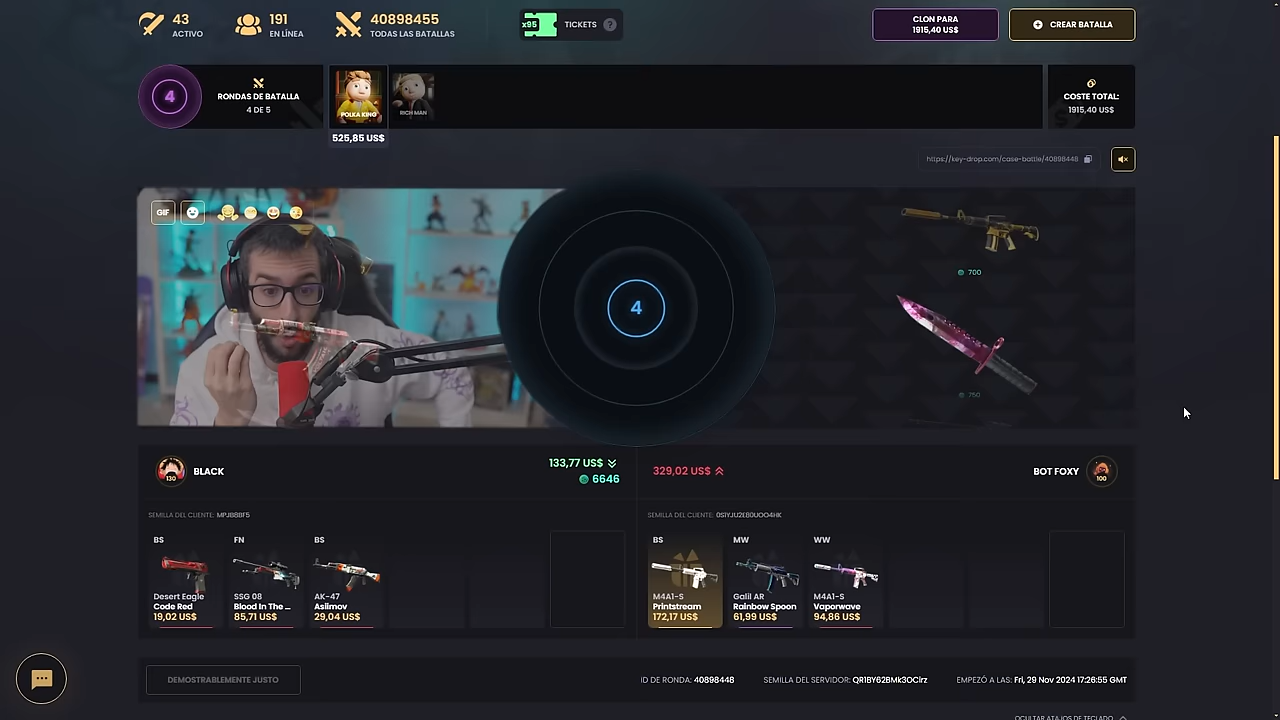 43
ACTIVO
191
EN LÍNEA
40898455
TODAS LAS BATALLAS
x95
TICKETS
?
CLON PARA
1915,40 US$
CREAR BATALLA
4
RONDAS DE BATALLA
4 DE 5
POLKA KING
RICH MAN
525,85 US$
COSTE TOTAL:
1915,40 US$
https://key-drop.com/case-battle/40898448
GIF
700
4
750
130
BLACK
133,77 US$
6646
329,02 US$
BOT FOXY
100
SEMILLA DEL CLIENTE: MPJBBBF5
SEMILLA DEL CLIENTE: 0S1YJU2E80UOO4HK
BS
Desert Eagle
Code Red
19,02 US$
FN
SSG 08
Blood In The ...
85,71 US$
BS
AK-47
Asiimov
29,04 US$
BS
M4A1-S
Printstream
172,17 US$
MW
Galil AR
Rainbow Spoon
61,99 US$
WW
M4A1-S
Vaporwave
94,86 US$
DEMOSTRABLEMENTE JUSTO
ID DE RONDA: 40898448
SEMILLA DEL SERVIDOR: QR1BY62BMk3OCirz
EMPEZÓ A LAS: Fri, 29 Nov 2024 17:26:55 GMT
OCULTAR ATAJOS DE TECLADO